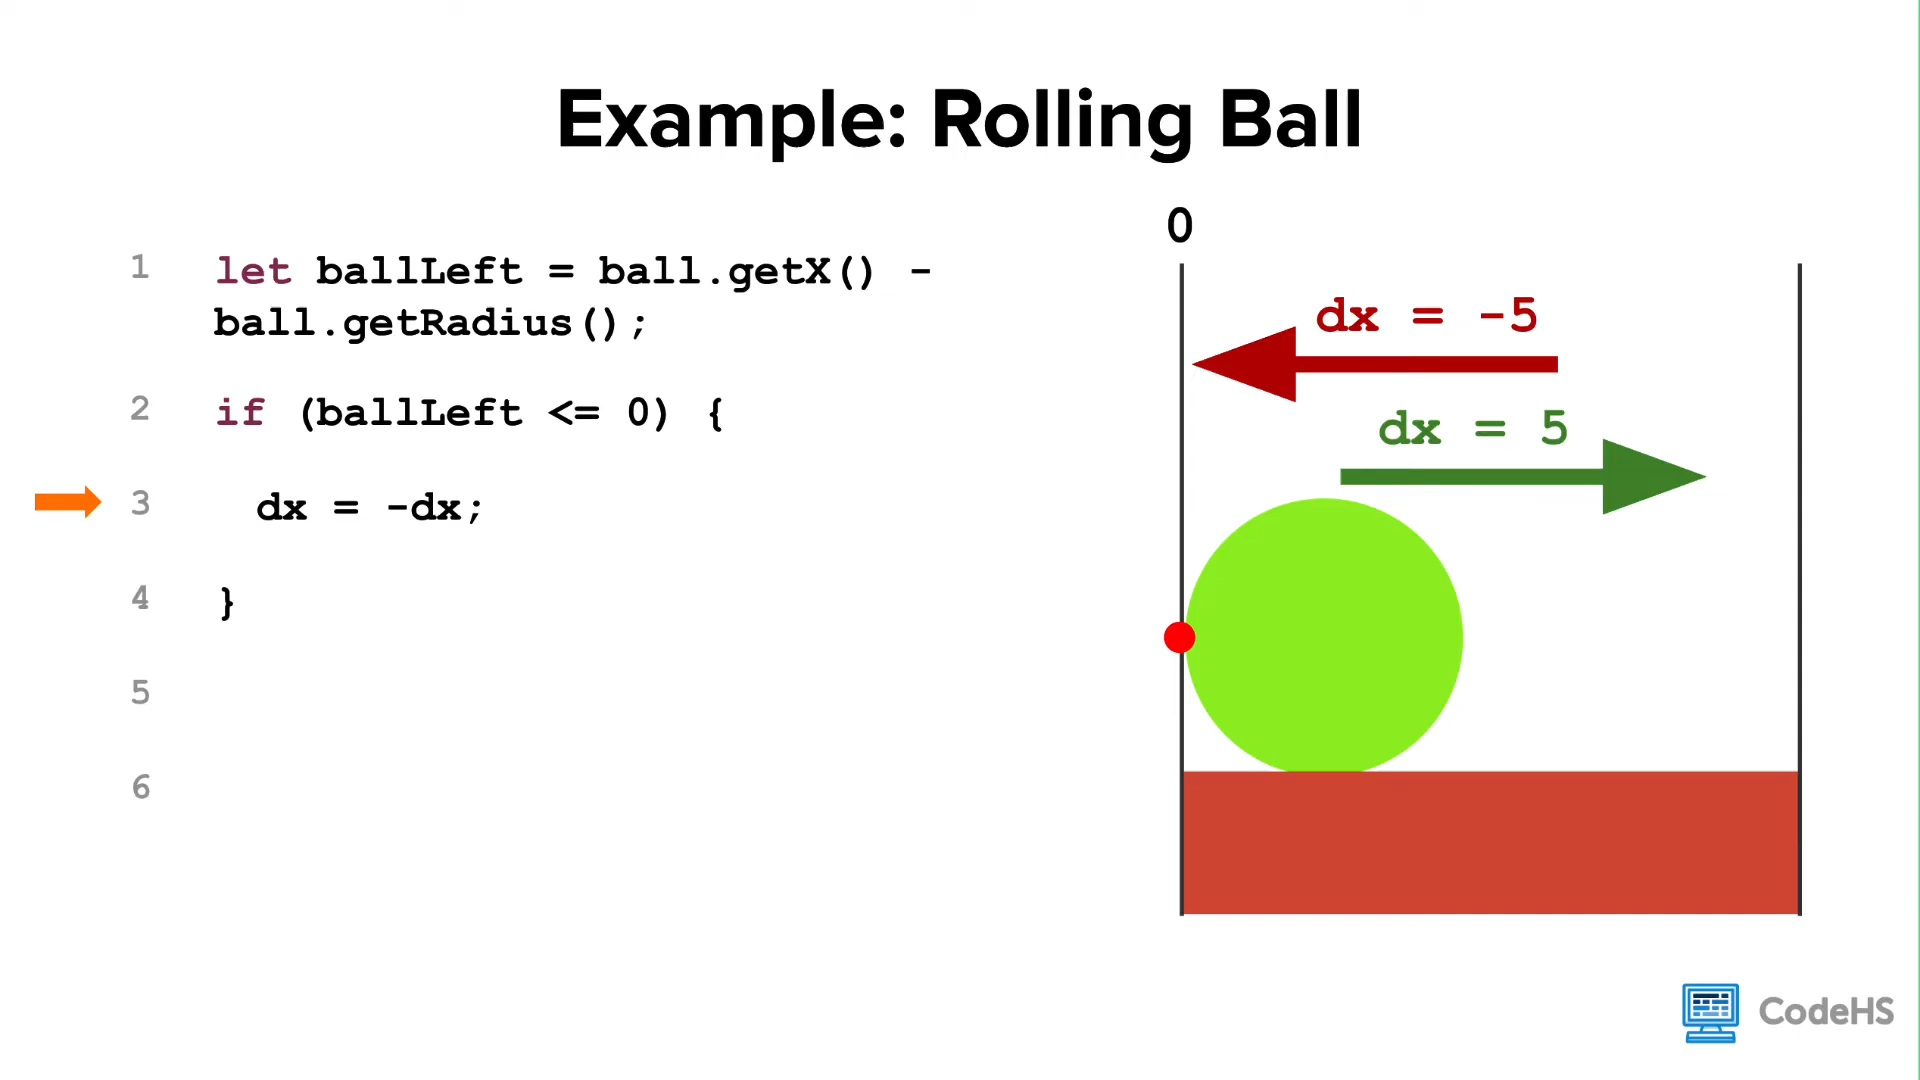 Example: Rolling Ball
1 let ballLeft = ball.getX() -
ball.getRadius();
2 if (ballLeft <= 0) {
3 dx = -dx;
4 }
5
6
0
dx = -5
dx = 5
CodeHS